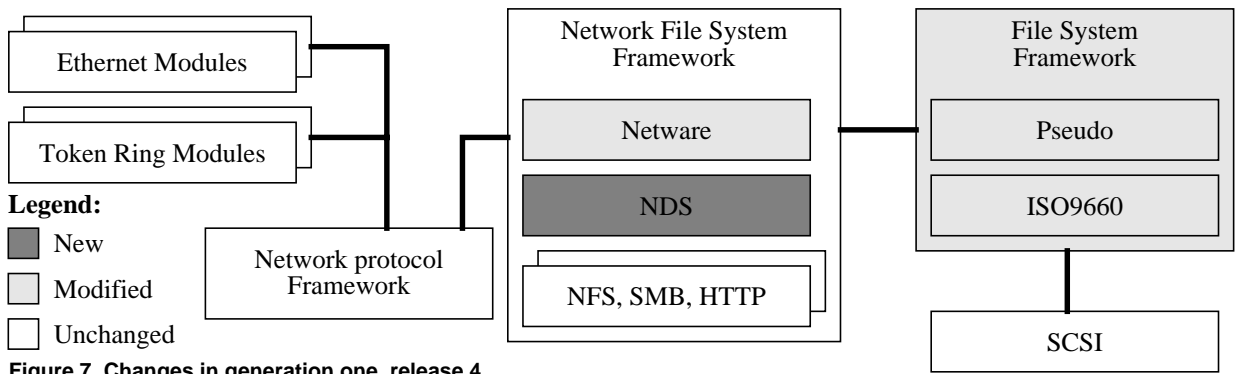 Ethernet Modules
Token Ring Modules
Legend:
New
Modified
Unchanged
Network protocol
Framework
Network File System
Framework
Netware
NDS
NFS, SMB, HTTP
File System
Framework
Pseudo
ISO9660
SCSI
Figure 7. Changes in generation one, release 4